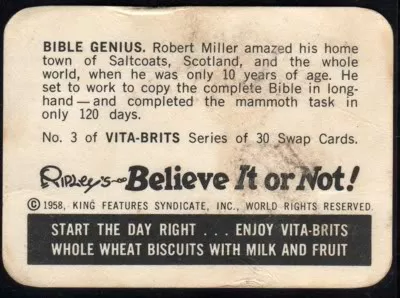 BIBLE GENIUS. Robert Miller amazed his home
town of Saltcoats, Scotland, and the whole
world, when he was only 10 years of age. He
set to work to copy the complete Bible in long-
hand — and completed the mammoth task in
only 120 days.
No. 3 of VITA-BRITS Series of 30 Swap Cards.
Ripley's Believe It or Not!
© 1958, KING FEATURES SYNDICATE, INC., WORLD RIGHTS RESERVED.
START THE DAY RIGHT . . . ENJOY VITA-BRITS
WHOLE WHEAT BISCUITS WITH MILK AND FRUIT